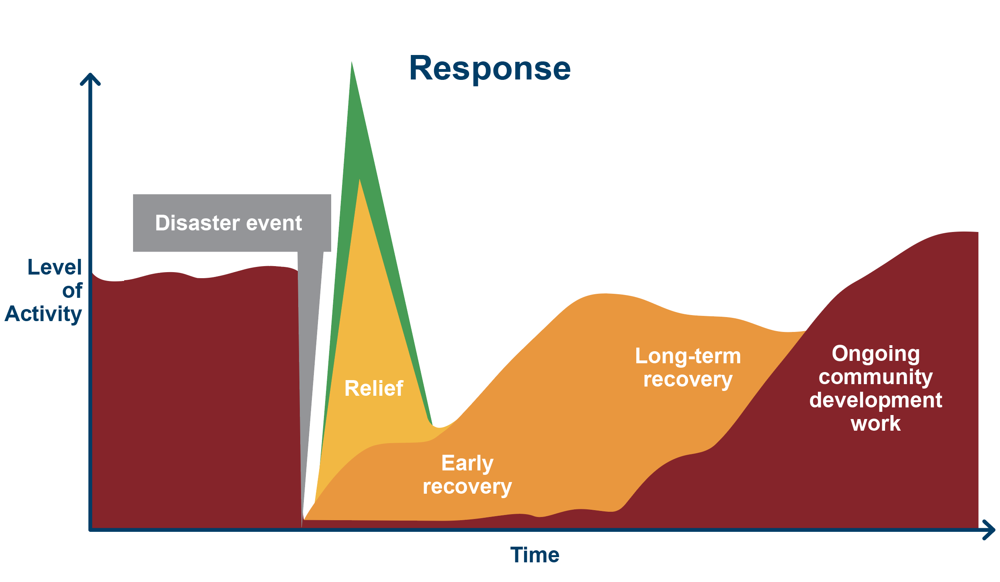 Response
Disaster event
Level
of
Activity
Relief
Long-term
recovery
Ongoing
community
development
work
Early
recovery
Time